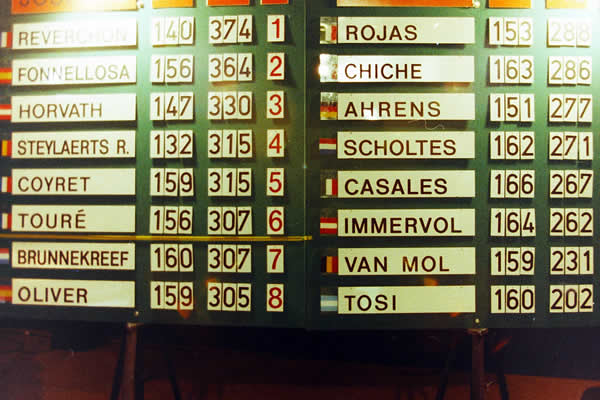 REVERCHON 140 374 1
FONNELLOSA 156 364 2
HORVATH 147 330 3
STEYLAERTS R. 132 315 4
COYRET 159 315 5
TOURÉ 156 307 6
BRUNNEKREEF 160 307 7
OLIVER 159 305 8
ROJAS 153 288
CHICHE 163 286
AHRENS 151 277
SCHOLTES 162 271
CASALES 166 267
IMMERVOL 164 262
VAN MOL 159 231
TOSI 160 202